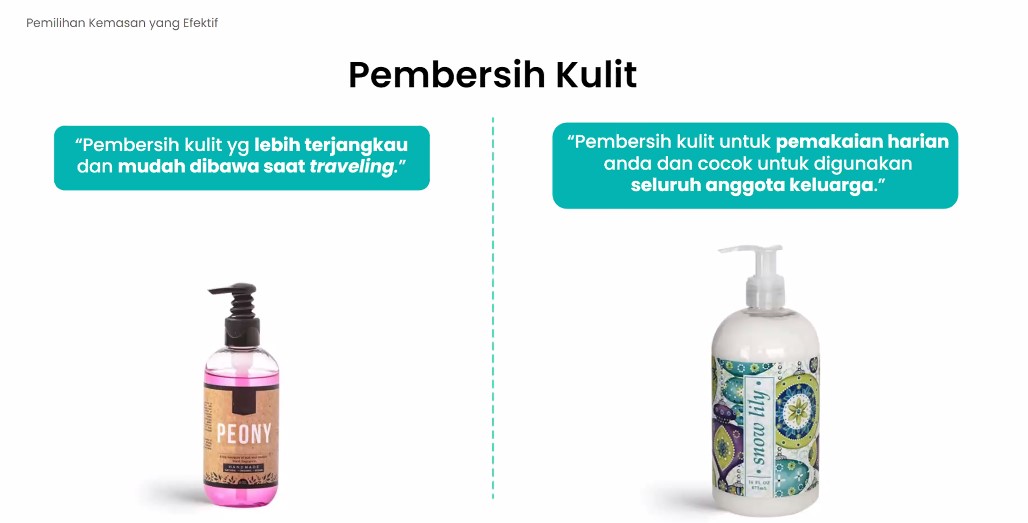 Pemilihan Kemasan yang Efektif
Pembersih Kulit
“Pembersih kulit yg lebih terjangkau
dan mudah dibawa saat traveling.”
“Pembersih kulit untuk pemakaian harian
anda dan cocok untuk digunakan
seluruh anggota keluarga.”
PEONY
HANDMADE
snow lily